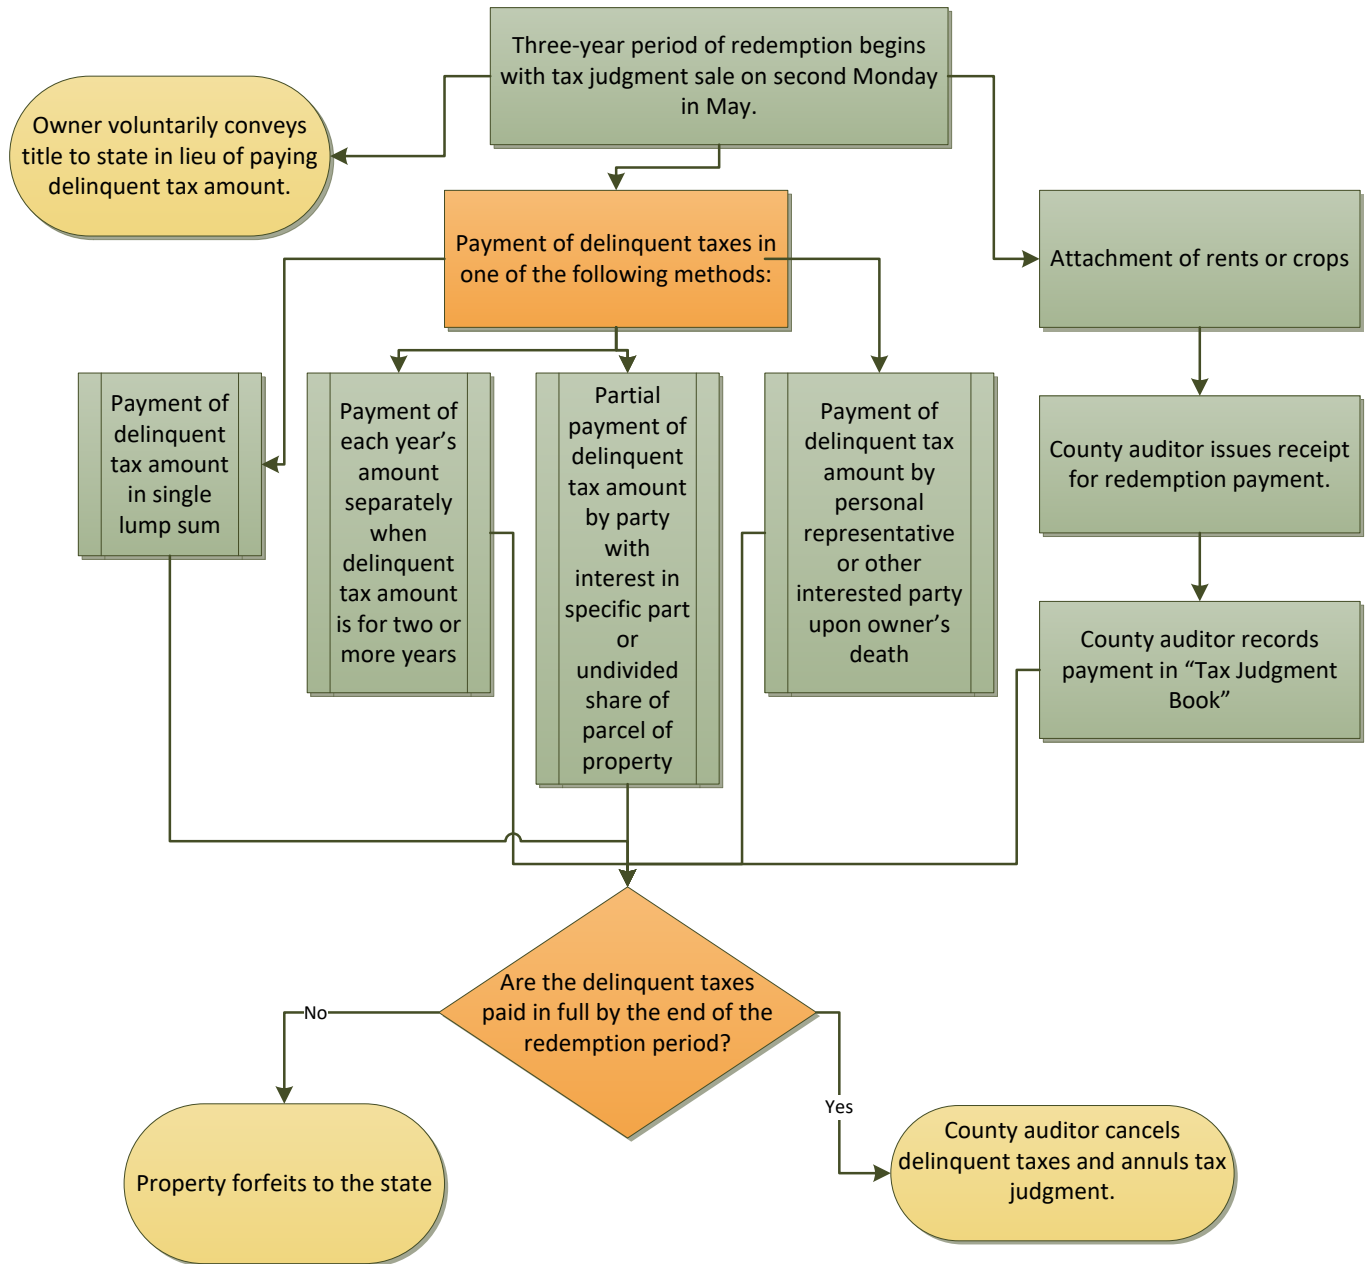 Three-year period of redemption begins
with tax judgment sale on second Monday
in May.
Owner voluntarily conveys
title to state in lieu of paying
delinquent tax amount.
Payment of delinquent taxes in
one of the following methods:
Attachment of rents or crops
Payment of
delinquent
tax amount
in single
lump sum
Payment of
each year’s
amount
separately
when
delinquent
tax amount
is for two or
more years
Partial
payment of
delinquent
tax amount
by party
with
interest in
specific part
or
undivided
share of
parcel of
property
Payment of
delinquent tax
amount by
personal
representative
or other
interested party
upon owner’s
death
County auditor issues receipt
for redemption payment.
County auditor records
payment in “Tax Judgment
Book”
Are the delinquent taxes
paid in full by the end of the
redemption period?
No
Yes
Property forfeits to the state
County auditor cancels
delinquent taxes and annuls tax
judgment.